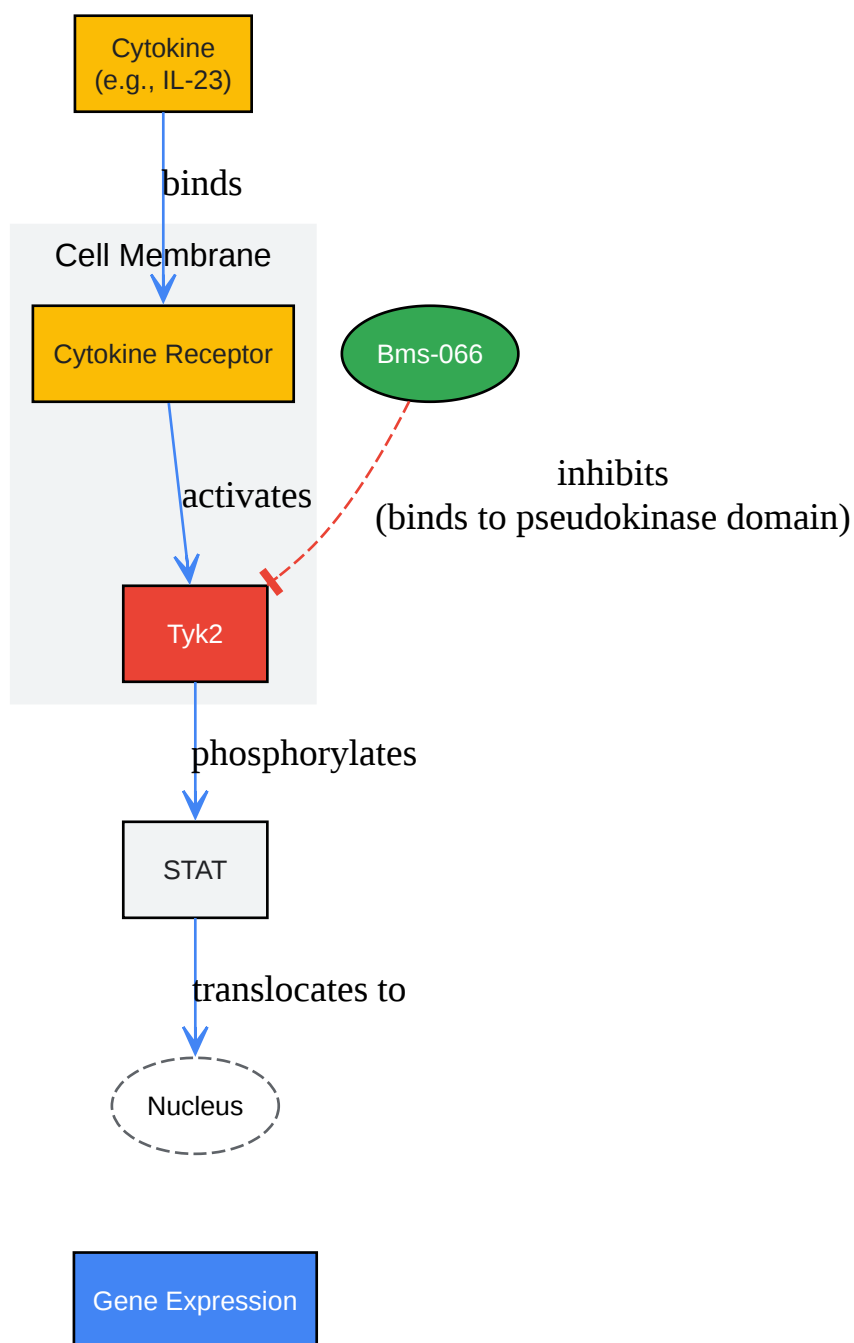 Cytokine
(e.g., IL-23)
binds
Cell Membrane
Cytokine Receptor
Bms-066
activates
inhibits
(binds to pseudokinase domain)
Tyk2
phosphorylates
STAT
translocates to
Nucleus
Gene Expression